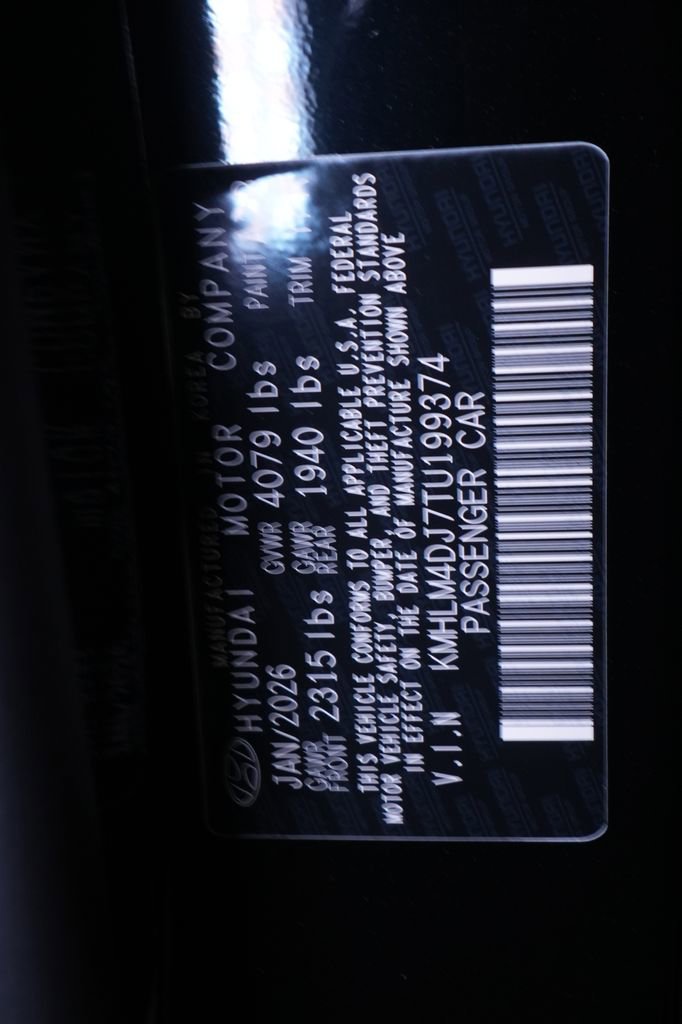 MANUFACTURED IN KOREA BY
HYUNDAI MOTOR COMPANY
JAN/2026 GVWR 4079 lbs PAINT
GAWR FRONT 2315 lbs GAWR REAR 1940 lbs TRIM
THIS VEHICLE CONFORMS TO ALL APPLICABLE U.S.A. FEDERAL
MOTOR VEHICLE SAFETY, BUMPER, AND THEFT PREVENTION STANDARDS
IN EFFECT ON THE DATE OF MANUFACTURE SHOWN ABOVE
V.I.N KMHLM4DJ7TU199374
PASSENGER CAR